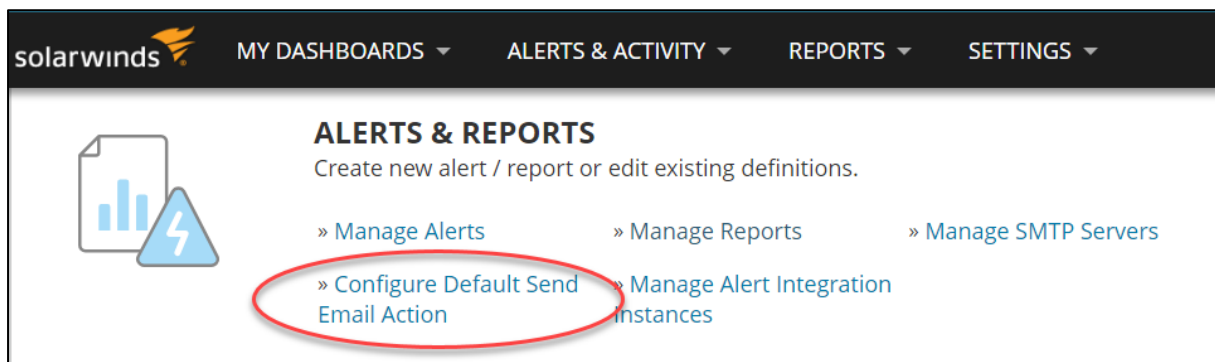 solarwinds MY DASHBOARDS ALERTS & ACTIVITY REPORTS SETTINGS
ALERTS & REPORTS
Create new alert / report or edit existing definitions.
» Manage Alerts » Manage Reports » Manage SMTP Servers
» Configure Default Send » Manage Alert Integration
Email Action Instances